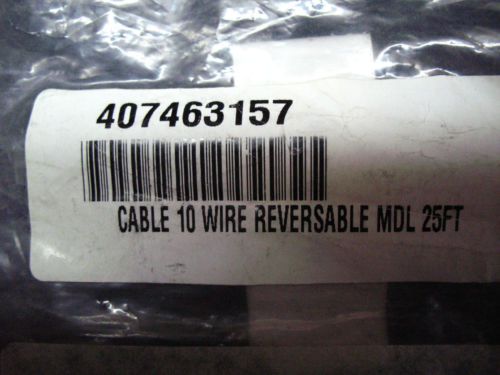 407463157
CABLE 10 WIRE REVERSABLE MDL 25FT